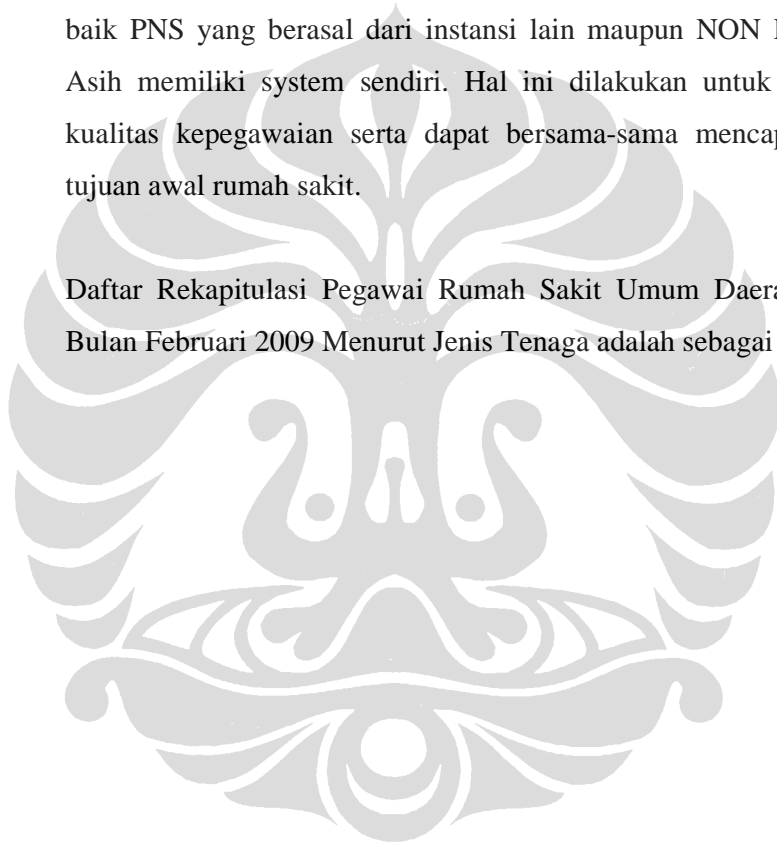 baik PNS yang berasal dari instansi lain maupun NON
Asih memiliki system sendiri. Hal ini dilakukan untuk
kualitas kepegawaian serta dapat bersama-sama
tujuan awal rumah sakit.
Daftar Rekapitulasi Pegawai Rumah Sakit Umum
Bulan Februari 2009 Menurut Jenis Tenaga adalah sebagai